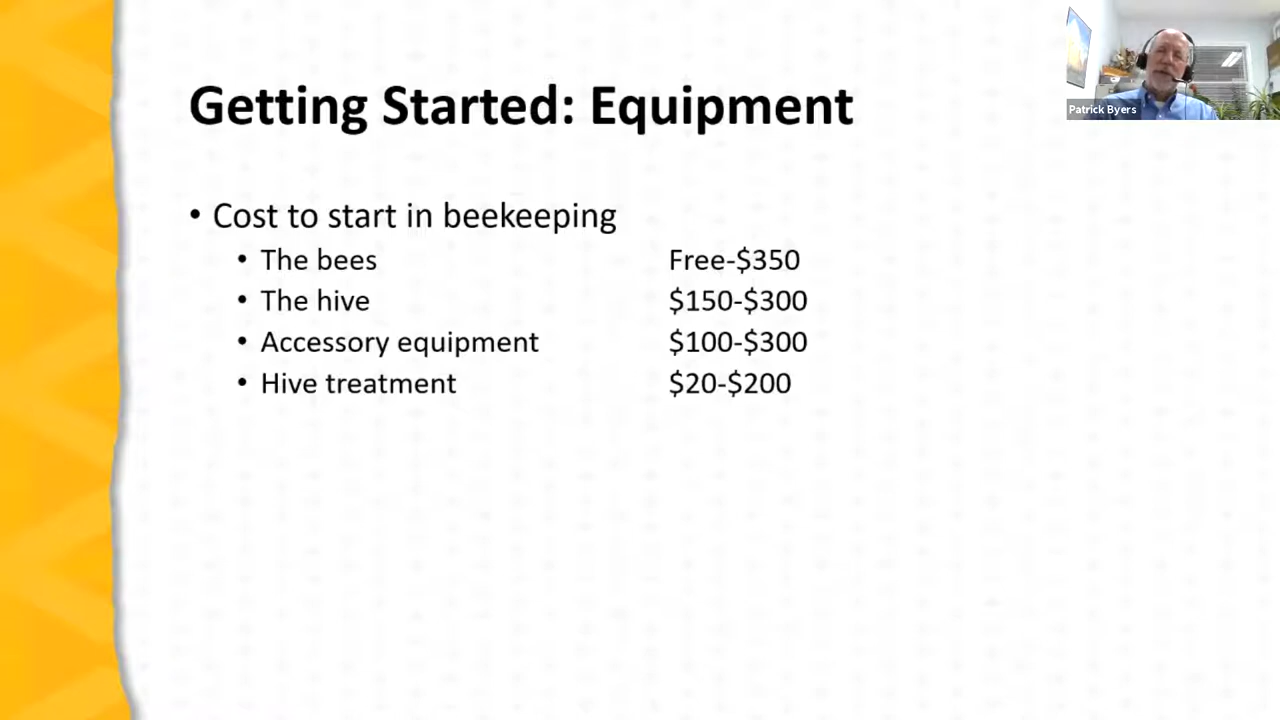 Getting Started: Equipment
Patrick Byers
• Cost to start in beekeeping
• The bees Free-$350
• The hive $150-$300
• Accessory equipment $100-$300
• Hive treatment $20-$200